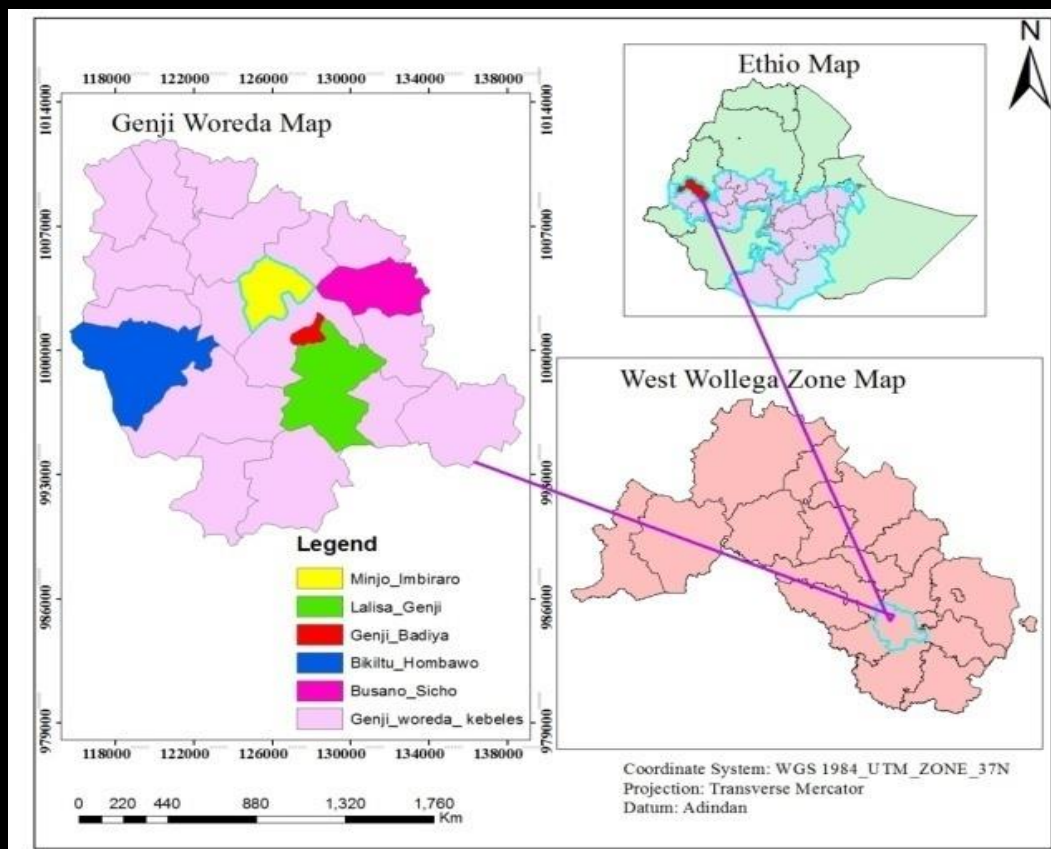 N
Ethio Map
118000 122000 126000 130000 134000 138000
1014000
1014000
Genji Woreda Map
1007000
1007000
1000000
1000000
West Wollega Zone Map
993000
993000
Legend
Minjo_Imbiraro
Lalisa_Genji
Genji_Badiya
Bikiltu_Hombawo
Busano_Sicho
Genji_woreda_ kebeles
986000
986000
979000
979000
118000 122000 126000 130000 134000 138000
Coordinate System: WGS 1984_UTM_ZONE_37N
Projection: Transverse Mercator
Datum: Adindan
0 220 440 880 1,320 1,760
Km